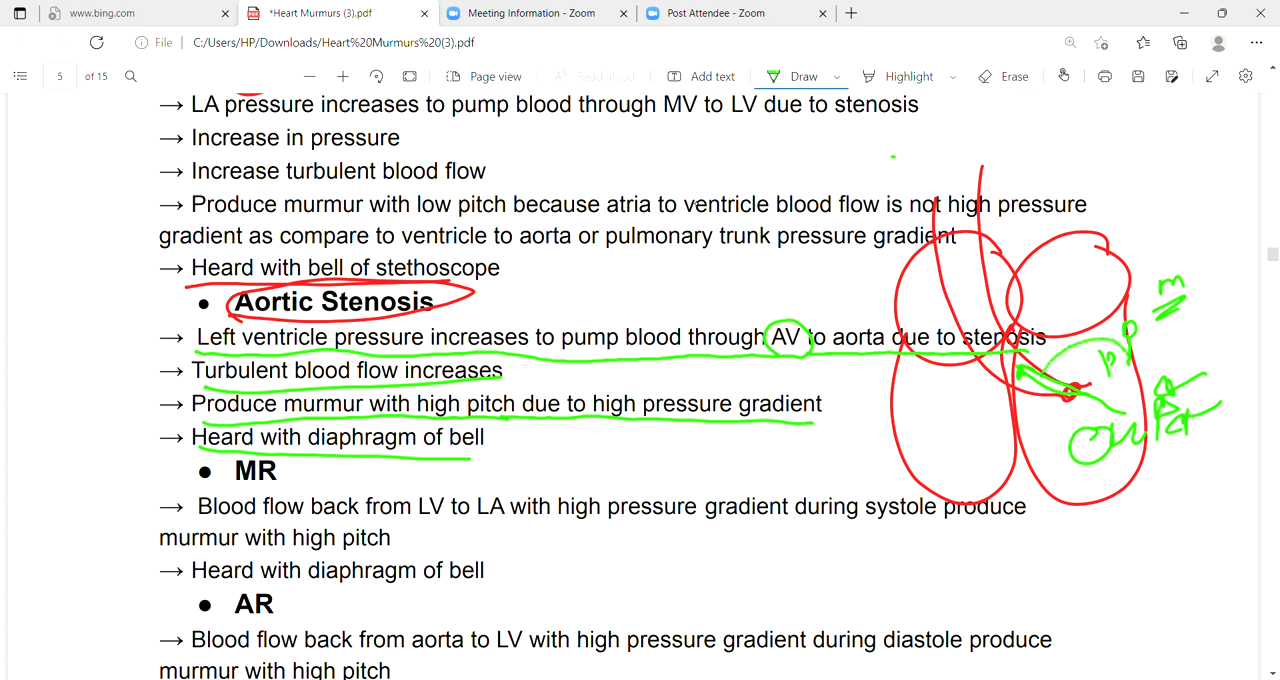 www.bing.com
*Heart Murmurs (3).pdf
Meeting Information - Zoom
Post Attendee - Zoom
File
C:/Users/HP/Downloads/Heart%20Murmurs%20(3).pdf
5 of 15
Page view
Read aloud
Add text
Draw
Highlight
Erase
→ LA pressure increases to pump blood through MV to LV due to stenosis
→ Increase in pressure
→ Increase turbulent blood flow
→ Produce murmur with low pitch because atria to ventricle blood flow is not high pressure
gradient as compare to ventricle to aorta or pulmonary trunk pressure gradient
→ Heard with bell of stethoscope
● Aortic Stenosis
→ Left ventricle pressure increases to pump blood through AV to aorta due to stenosis
→ Turbulent blood flow increases
→ Produce murmur with high pitch due to high pressure gradient
→ Heard with diaphragm of bell
● MR
→ Blood flow back from LV to LA with high pressure gradient during systole produce
murmur with high pitch
→ Heard with diaphragm of bell
● AR
→ Blood flow back from aorta to LV with high pressure gradient during diastole produce
murmur with high pitch
m
P
P